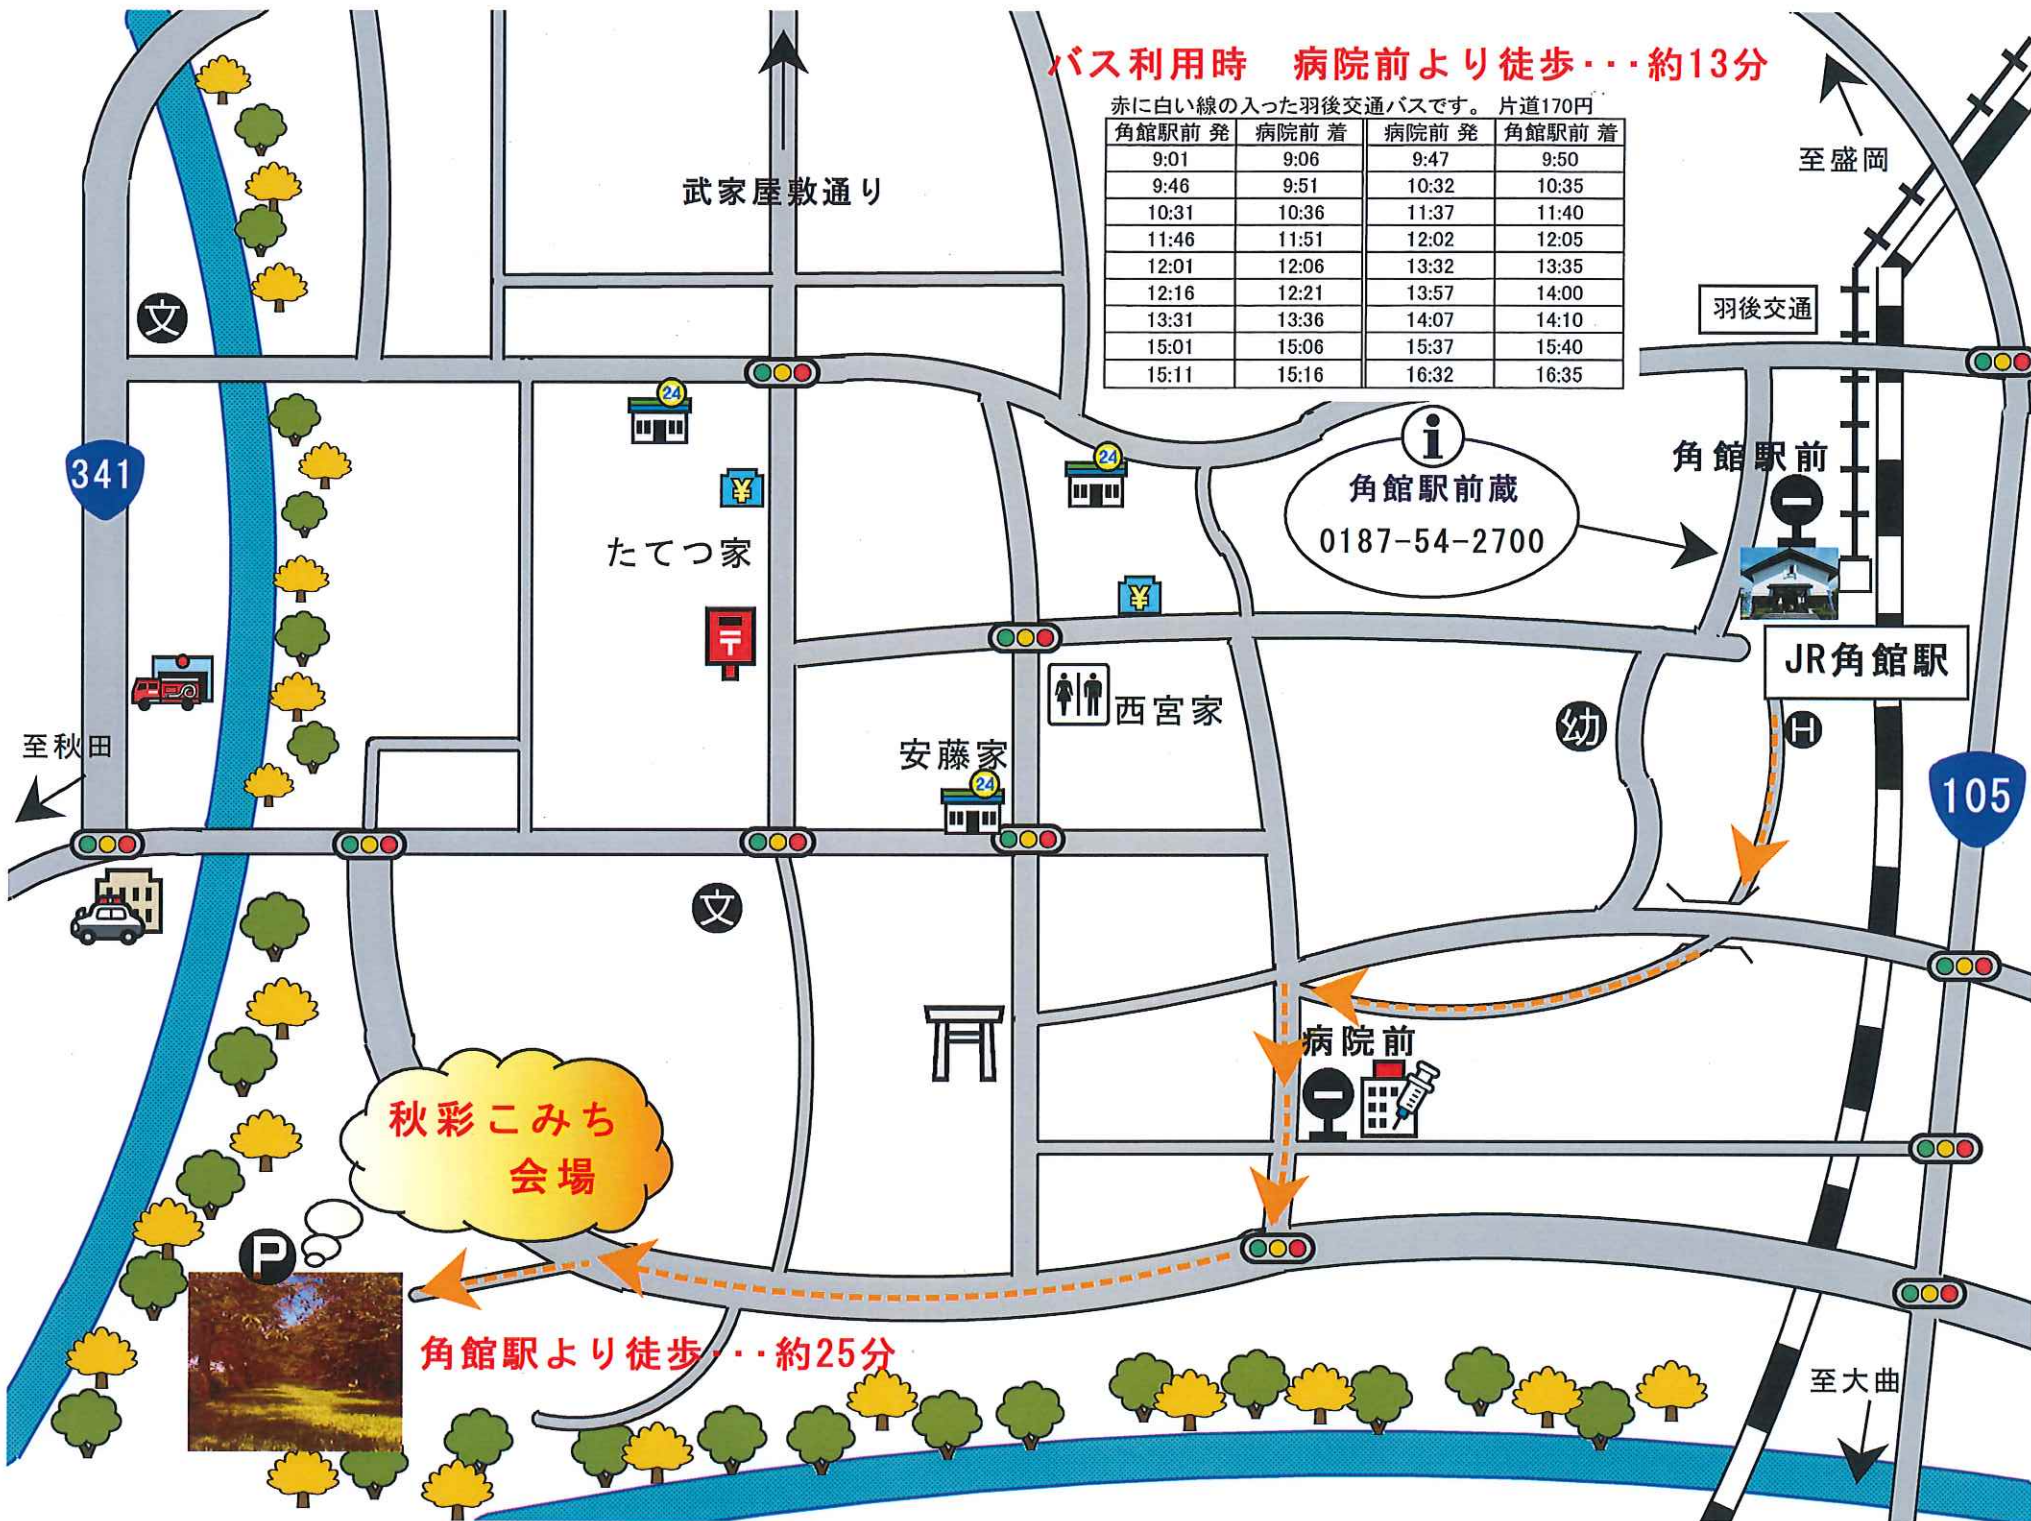 バス利用時　病院前より徒歩・・・約13分
赤に白い線の入った羽後交通バスです。 片道170円
角館駅前 発 病院前 着 病院前 発 角館駅前 着
9:01 9:06 9:47 9:50
9:46 9:51 10:32 10:35
10:31 10:36 11:37 11:40
11:46 11:51 12:02 12:05
12:01 12:06 13:32 13:35
12:16 12:21 13:57 14:00
13:31 13:36 14:07 14:10
15:01 15:06 15:37 15:40
15:11 15:16 16:32 16:35
至盛岡
武家屋敷通り
文
羽後交通
24
341
24
i
角館駅前蔵
0187-54-2700
角館駅前
¥
たてつ家
¥
〒
JR角館駅
西宮家
幼
H
至秋田
安藤家
24
105
文
病院前
秋彩こみち
会場
P
角館駅より徒歩・・・約25分
至大曲